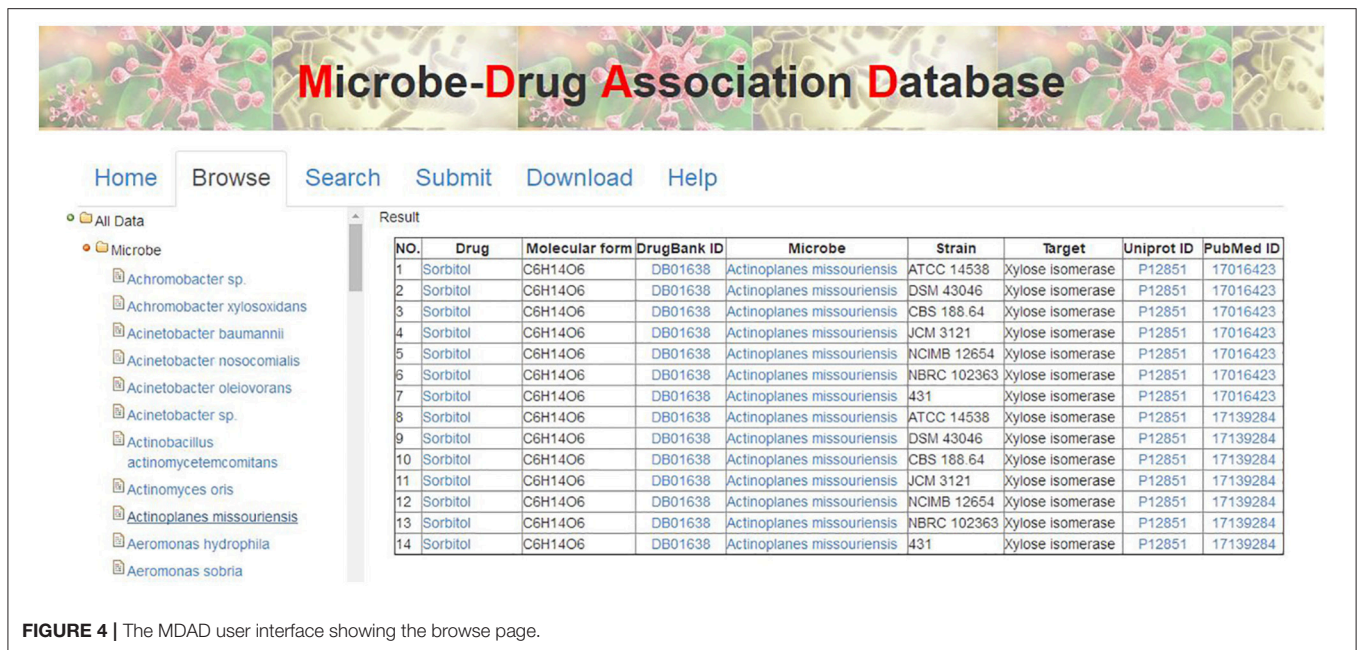 Microbe-Drug Association Database
Home Browse Search Submit Download Help
All Data
Microbe
Achromobacter sp.
Achromobacter xylosoxidans
Acinetobacter baumannii
Acinetobacter nosocomialis
Acinetobacter oleivorans
Acinetobacter sp.
Actinobacillus
actinomycetemcomitans
Actinomyces oris
Actinoplanes missouriensis
Aeromonas hydrophila
Aeromonas sobria
Result
NO. Drug Molecular form DrugBank ID Microbe Strain Target Uniprot ID PubMed ID
1 Sorbitol C6H14O6 DB01638 Actinoplanes missouriensis ATCC 14538 Xylose isomerase P12851 17016423
2 Sorbitol C6H14O6 DB01638 Actinoplanes missouriensis DSM 43046 Xylose isomerase P12851 17016423
3 Sorbitol C6H14O6 DB01638 Actinoplanes missouriensis CBS 188.64 Xylose isomerase P12851 17016423
4 Sorbitol C6H14O6 DB01638 Actinoplanes missouriensis JCM 3121 Xylose isomerase P12851 17016423
5 Sorbitol C6H14O6 DB01638 Actinoplanes missouriensis NCIMB 12654 Xylose isomerase P12851 17016423
6 Sorbitol C6H14O6 DB01638 Actinoplanes missouriensis NBRC 102363 Xylose isomerase P12851 17016423
7 Sorbitol C6H14O6 DB01638 Actinoplanes missouriensis 431 Xylose isomerase P12851 17016423
8 Sorbitol C6H14O6 DB01638 Actinoplanes missouriensis ATCC 14538 Xylose isomerase P12851 17139284
9 Sorbitol C6H14O6 DB01638 Actinoplanes missouriensis DSM 43046 Xylose isomerase P12851 17139284
10 Sorbitol C6H14O6 DB01638 Actinoplanes missouriensis CBS 188.64 Xylose isomerase P12851 17139284
11 Sorbitol C6H14O6 DB01638 Actinoplanes missouriensis JCM 3121 Xylose isomerase P12851 17139284
12 Sorbitol C6H14O6 DB01638 Actinoplanes missouriensis NCIMB 12654 Xylose isomerase P12851 17139284
13 Sorbitol C6H14O6 DB01638 Actinoplanes missouriensis NBRC 102363 Xylose isomerase P12851 17139284
14 Sorbitol C6H14O6 DB01638 Actinoplanes missouriensis 431 Xylose isomerase P12851 17139284
FIGURE 4 | The MDAD user interface showing the browse page.